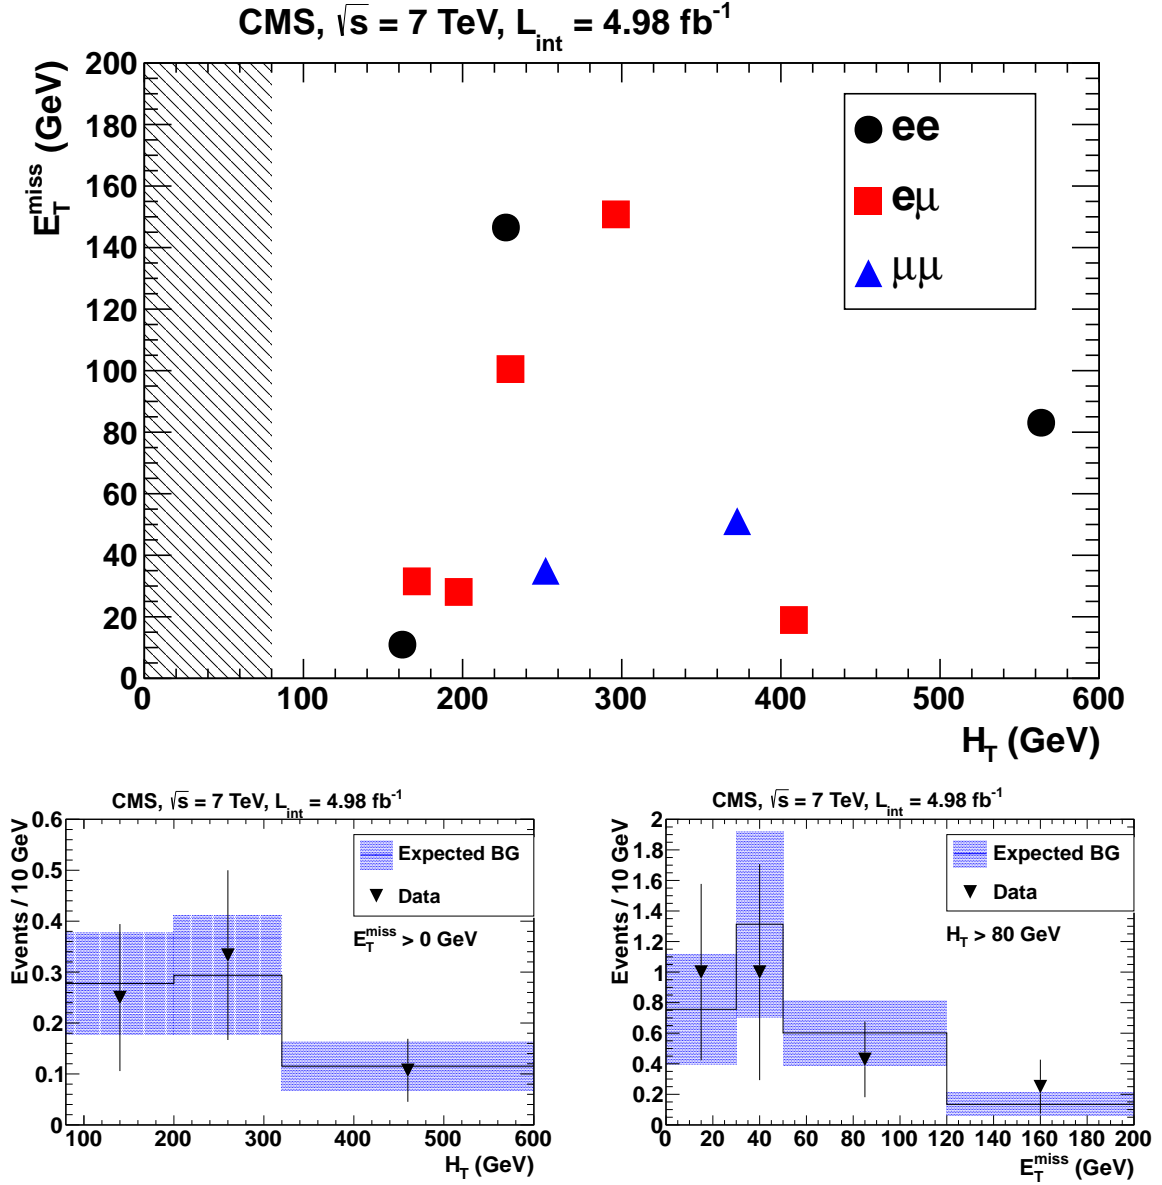 CMS, √s = 7 TeV, L_int = 4.98 fb⁻¹
E_T^miss (GeV)
200
180
160
140
120
100
80
60
40
20
0
ee
eμ
μμ
0 100 200 300 400 500 600
H_T (GeV)
CMS, √s = 7 TeV, L_int = 4.98 fb⁻¹
Events / 10 GeV
0.6
0.5
0.4
0.3
0.2
0.1
0
Expected BG
Data
E_T^miss > 0 GeV
100 200 300 400 500 600
H_T (GeV)
CMS, √s = 7 TeV, L_int = 4.98 fb⁻¹
Events / 10 GeV
2
1.8
1.6
1.4
1.2
1
0.8
0.6
0.4
0.2
0
Expected BG
Data
H_T > 80 GeV
0 20 40 60 80 100 120 140 160 180 200
E_T^miss (GeV)